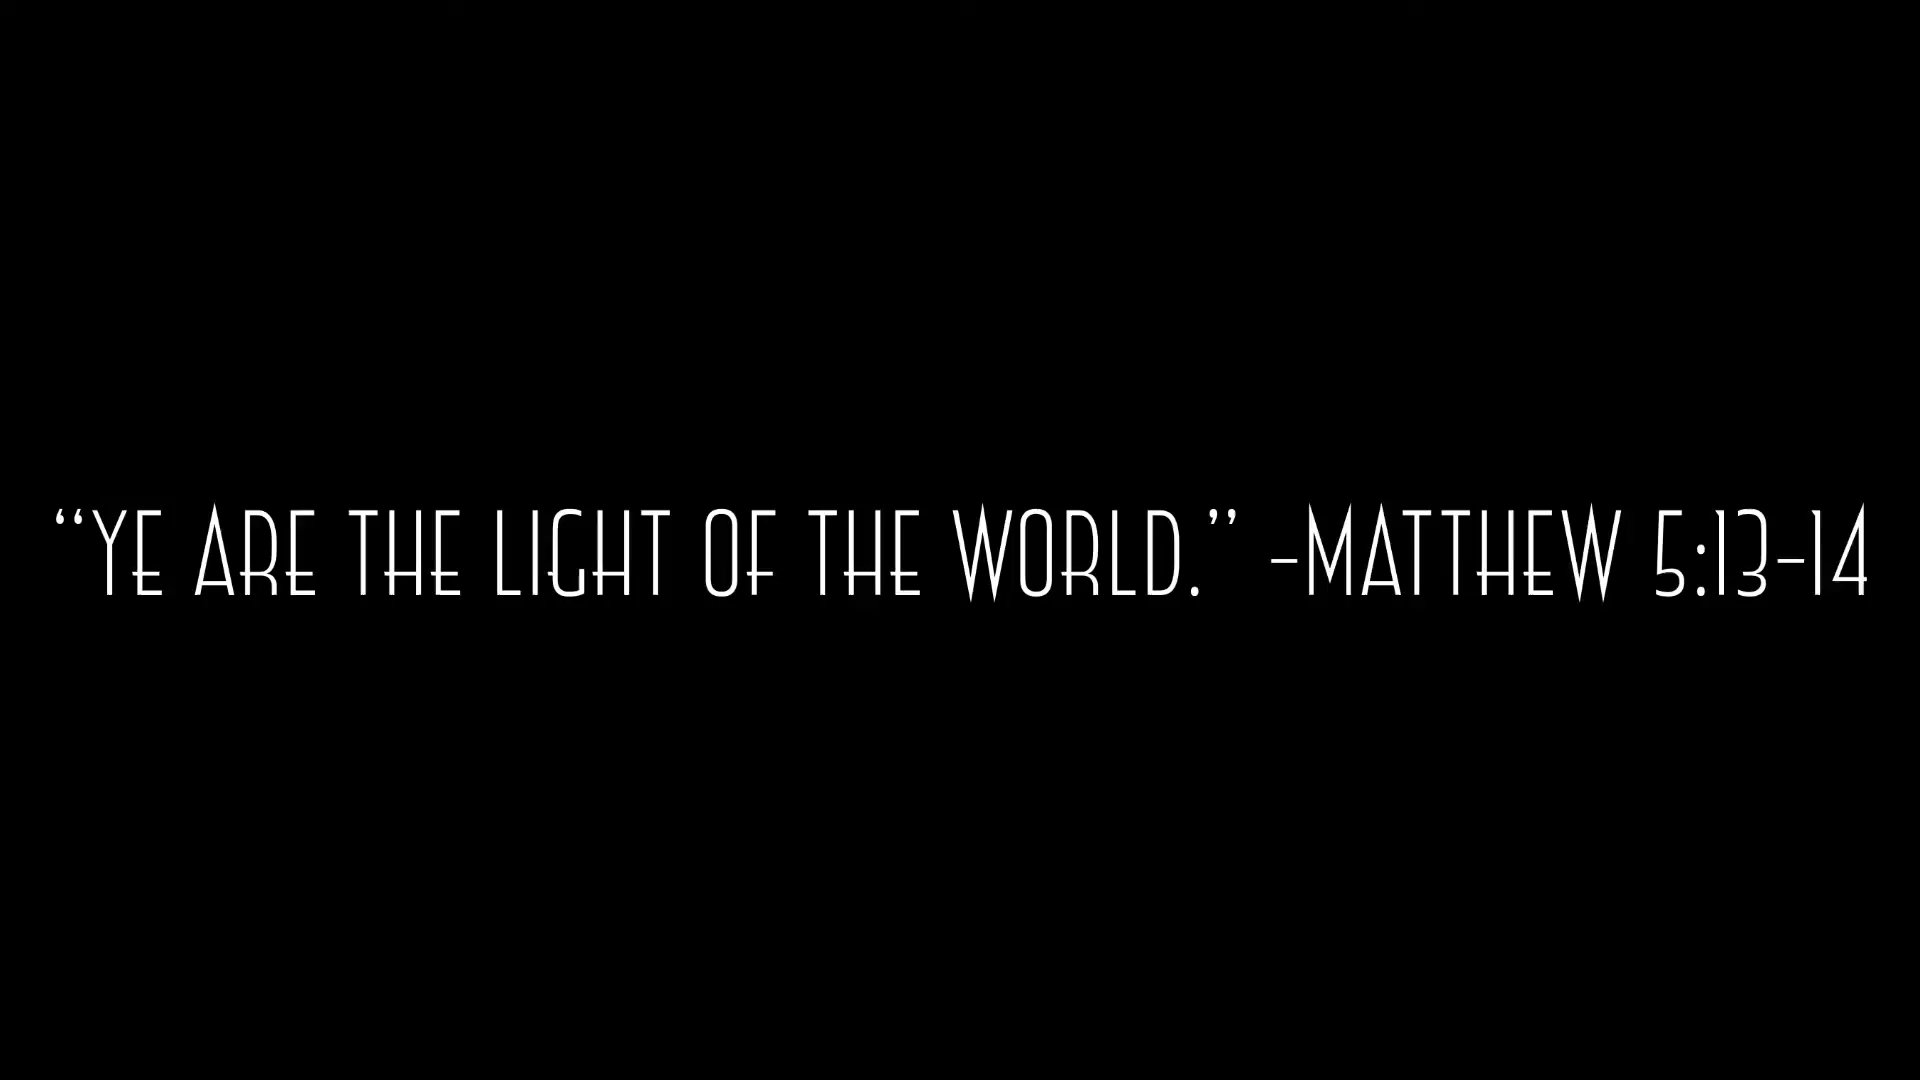 “YE ARE THE LIGHT OF THE WORLD.” -MATTHEW 5:13-14